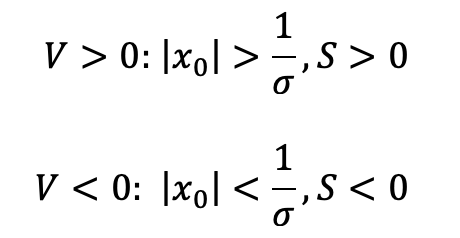 V > 0: |x₀| > 1/σ, S > 0
V < 0: |x₀| < 1/σ, S < 0